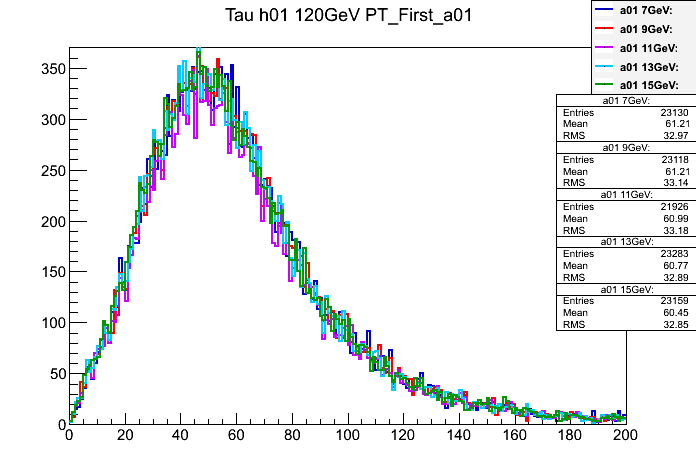 Tau h01 120GeV PT_First_a01
a01 7GeV:
a01 9GeV:
a01 11GeV:
a01 13GeV:
a01 15GeV:
a01 7GeV:
Entries 23130
Mean 61.21
RMS 32.97
a01 9GeV:
Entries 23118
Mean 61.21
RMS 33.14
a01 11GeV:
Entries 21926
Mean 60.99
RMS 33.18
a01 13GeV:
Entries 23283
Mean 60.77
RMS 32.89
a01 15GeV:
Entries 23159
Mean 60.45
RMS 32.85
350
300
250
200
150
100
50
0
0 20 40 60 80 100 120 140 160 180 200